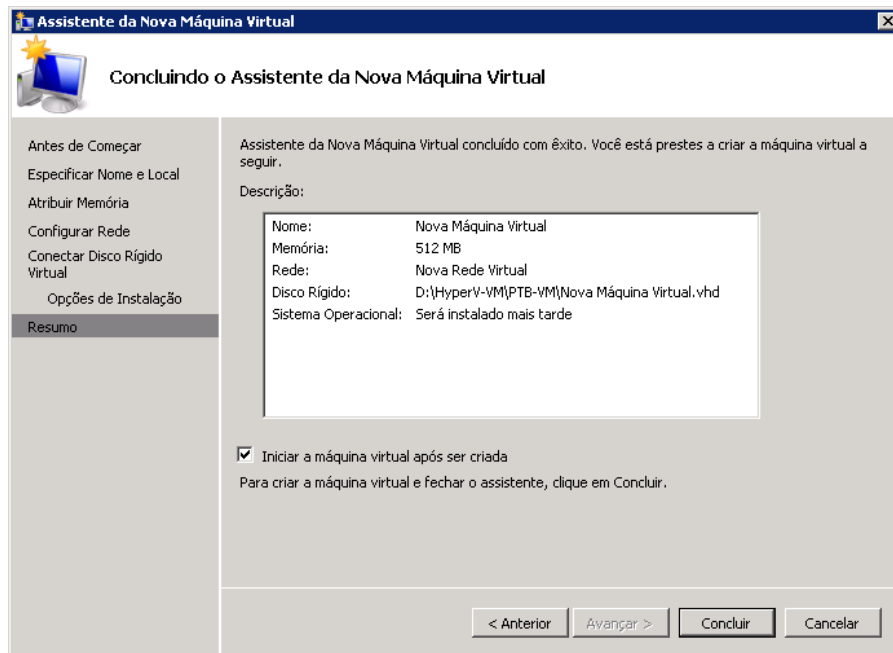 Assistente da Nova Máquina Virtual
Concluindo o Assistente da Nova Máquina Virtual
Antes de Começar
Especificar Nome e Local
Atribuir Memória
Configurar Rede
Conectar Disco Rígido
Virtual
Opções de Instalação
Resumo
Assistente da Nova Máquina Virtual concluído com êxito. Você está prestes a criar a máquina virtual a
seguir.
Descrição:
Nome: Nova Máquina Virtual
Memória: 512 MB
Rede: Nova Rede Virtual
Disco Rígido: D:\HyperV-VM\PTB-VM\Nova Máquina Virtual.vhd
Sistema Operacional: Será instalado mais tarde
Iniciar a máquina virtual após ser criada
Para criar a máquina virtual e fechar o assistente, clique em Concluir.
< Anterior Avançar > Concluir Cancelar